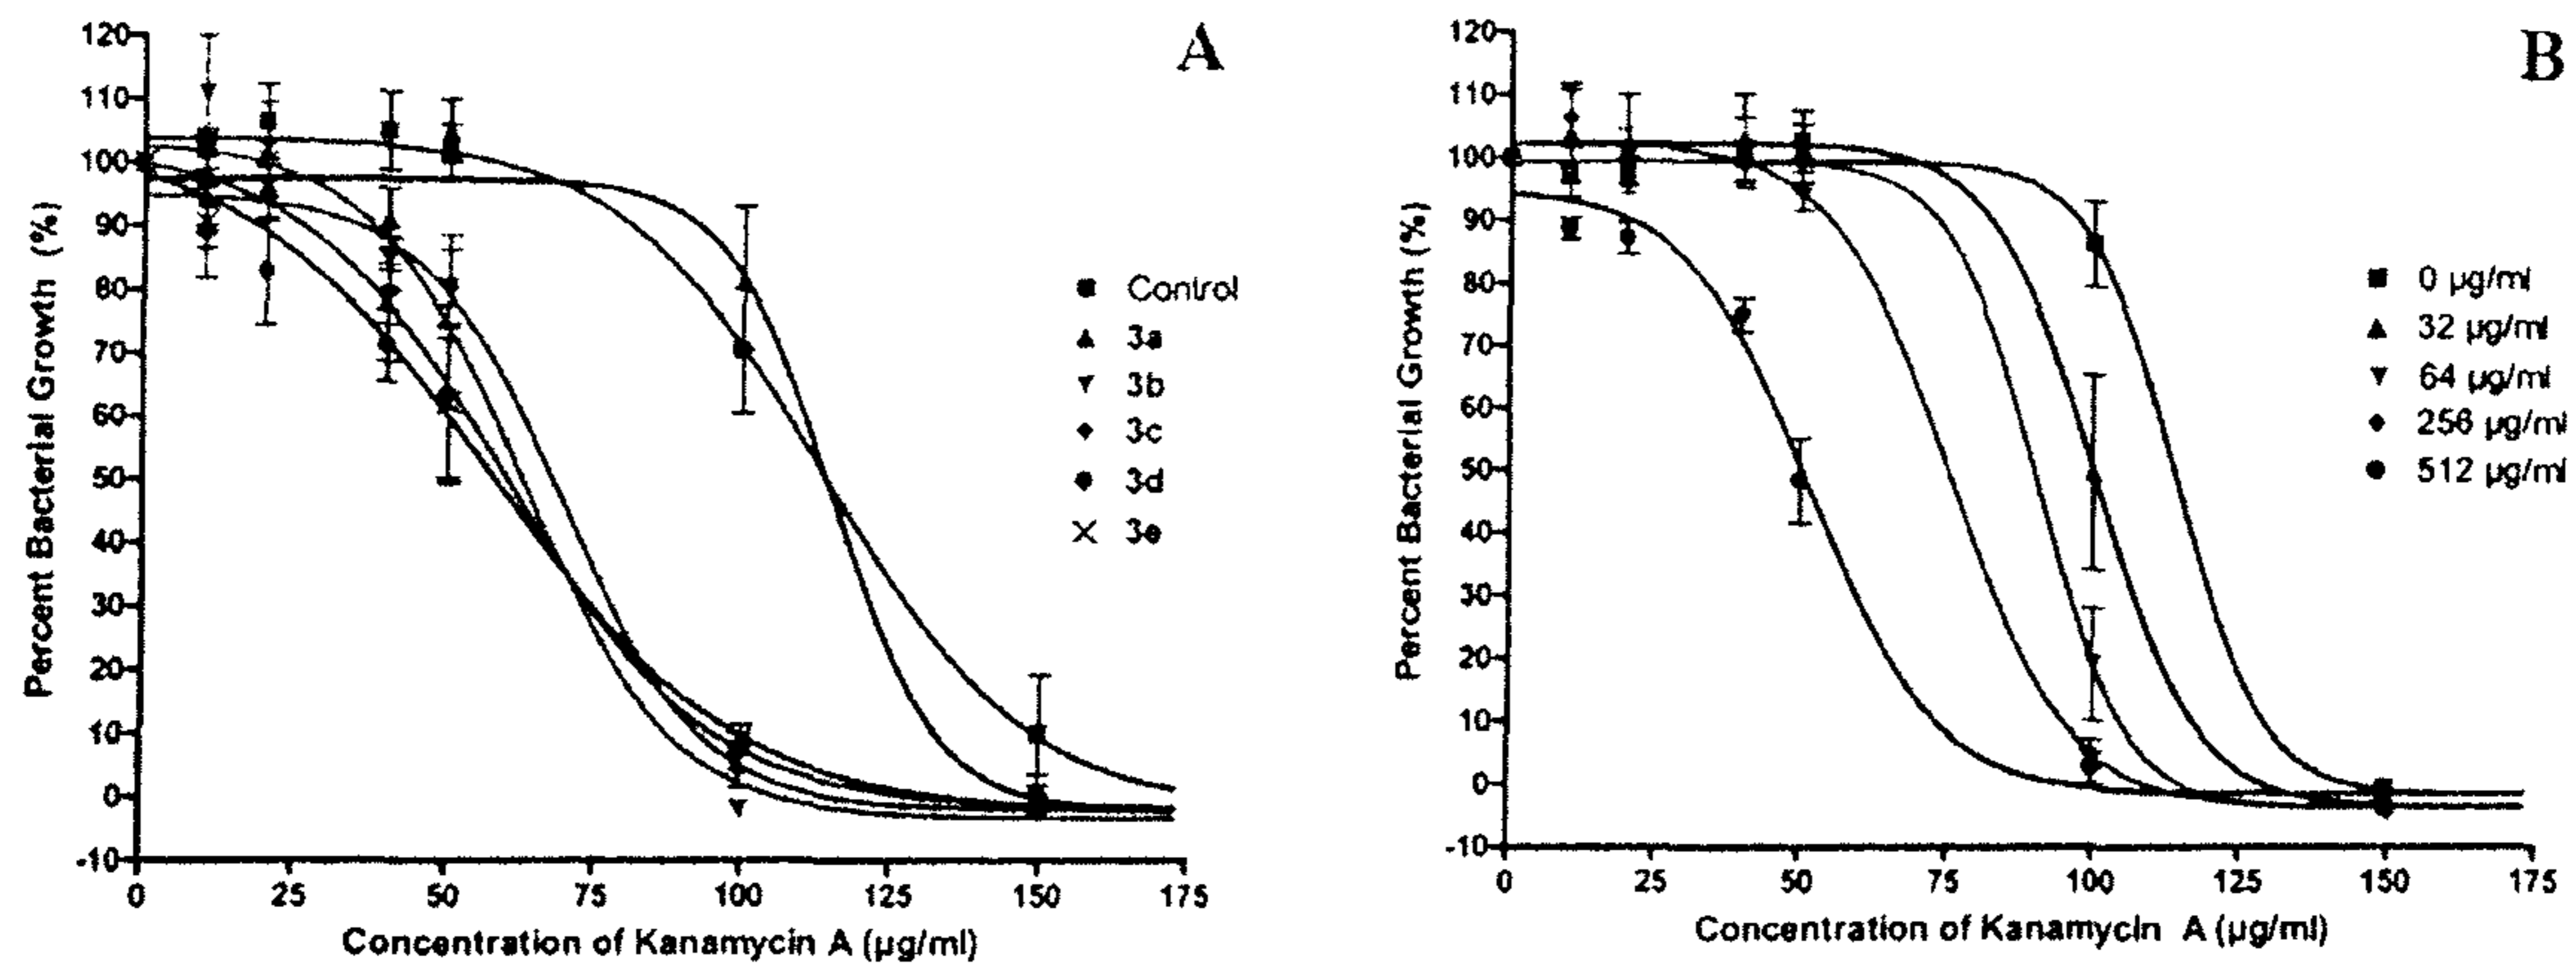 A
120
110
100
90
80
70
60
50
40
30
20
10
0
-10
0 25 50 75 100 125 150 175
Percent Bacterial Growth (%)
Concentration of Kanamycin A (µg/ml)
Control
3a
3b
3c
3d
3e
B
120
110
100
90
80
70
60
50
40
30
20
10
0
-10
0 25 50 75 100 125 150 175
Percent Bacterial Growth (%)
Concentration of Kanamycin A (µg/ml)
0 µg/ml
32 µg/ml
64 µg/ml
256 µg/ml
512 µg/ml